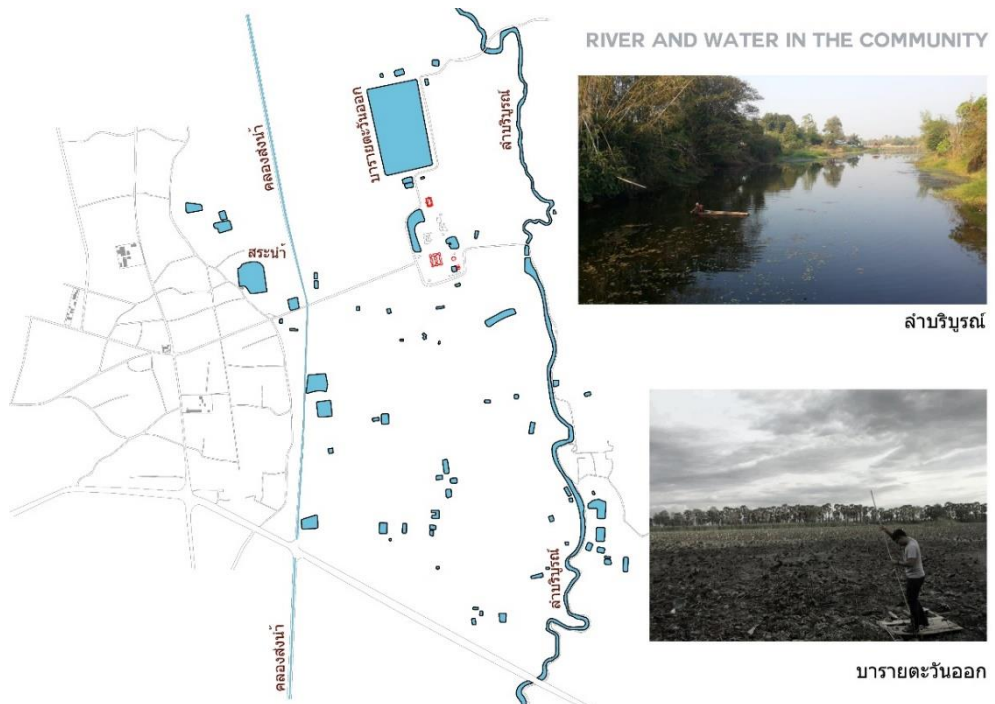 RIVER AND WATER IN THE COMMUNITY
คลองส่งน้ำ
บารายตะวันออก
ลำบริบูรณ์
สระน้ำ
ลำบริบูรณ์
ลำบริบูรณ์
คลองส่งน้ำ
บารายตะวันออก